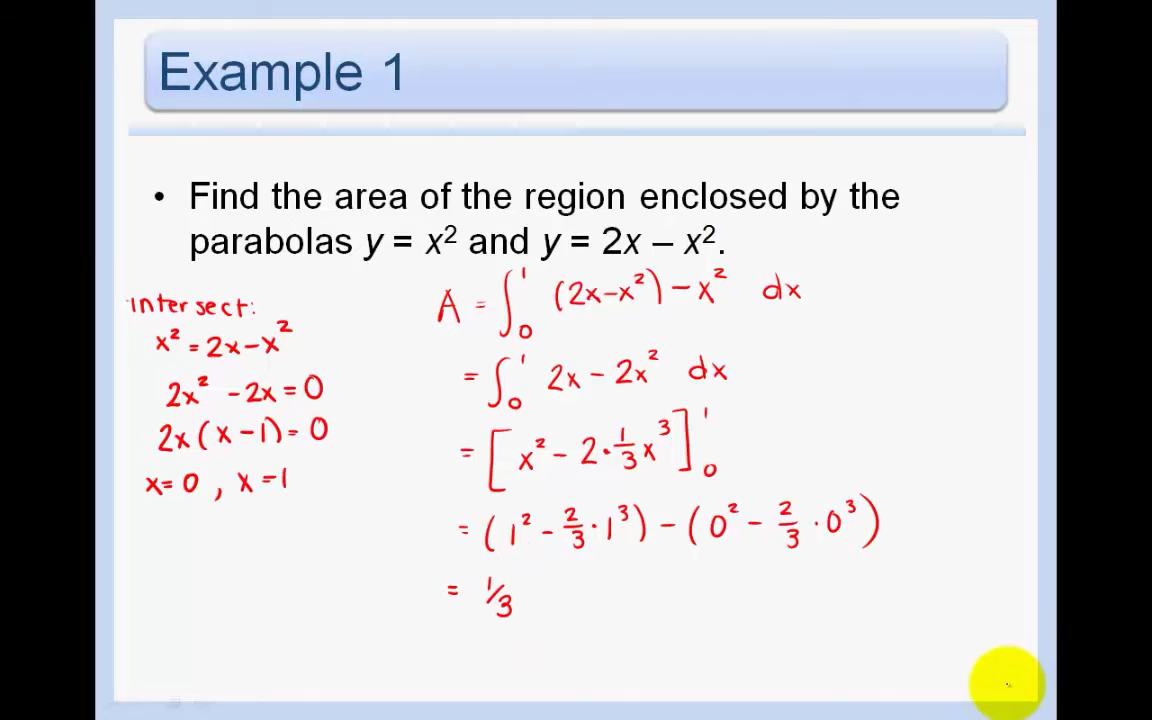 Example 1
• Find the area of the region enclosed by the
parabolas y = x² and y = 2x – x².
Intersect:
x² = 2x – x²
2x² – 2x = 0
2x(x – 1) = 0
x = 0, x = 1
A = ∫₀¹ (2x – x²) – x² dx
= ∫₀¹ 2x – 2x² dx
= [x² – 2·⅓x³]₀¹
= (1² – ⅔·1³) – (0² – ⅔·0³)
= 1/3